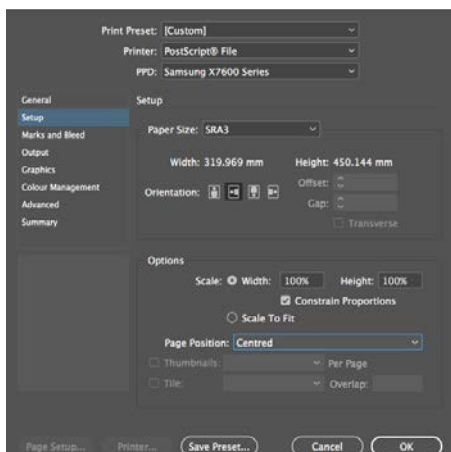 Print Preset: [Custom]
Printer: PostScript® File
PPD: Samsung X7600 Series
General
Setup
Marks and Bleed
Output
Graphics
Colour Management
Advanced
Summary
Setup
Paper Size: SRA3
Width: 319.969 mm Height: 450.144 mm
Orientation: Offset:
Gap:
Transverse
Options
Scale: Width: 100% Height: 100%
Constrain Proportions
Scale To Fit
Page Position: Centred
Thumbnails: Per Page
Tile: Overlap:
Page Setup... Printer... Save Preset... Cancel OK